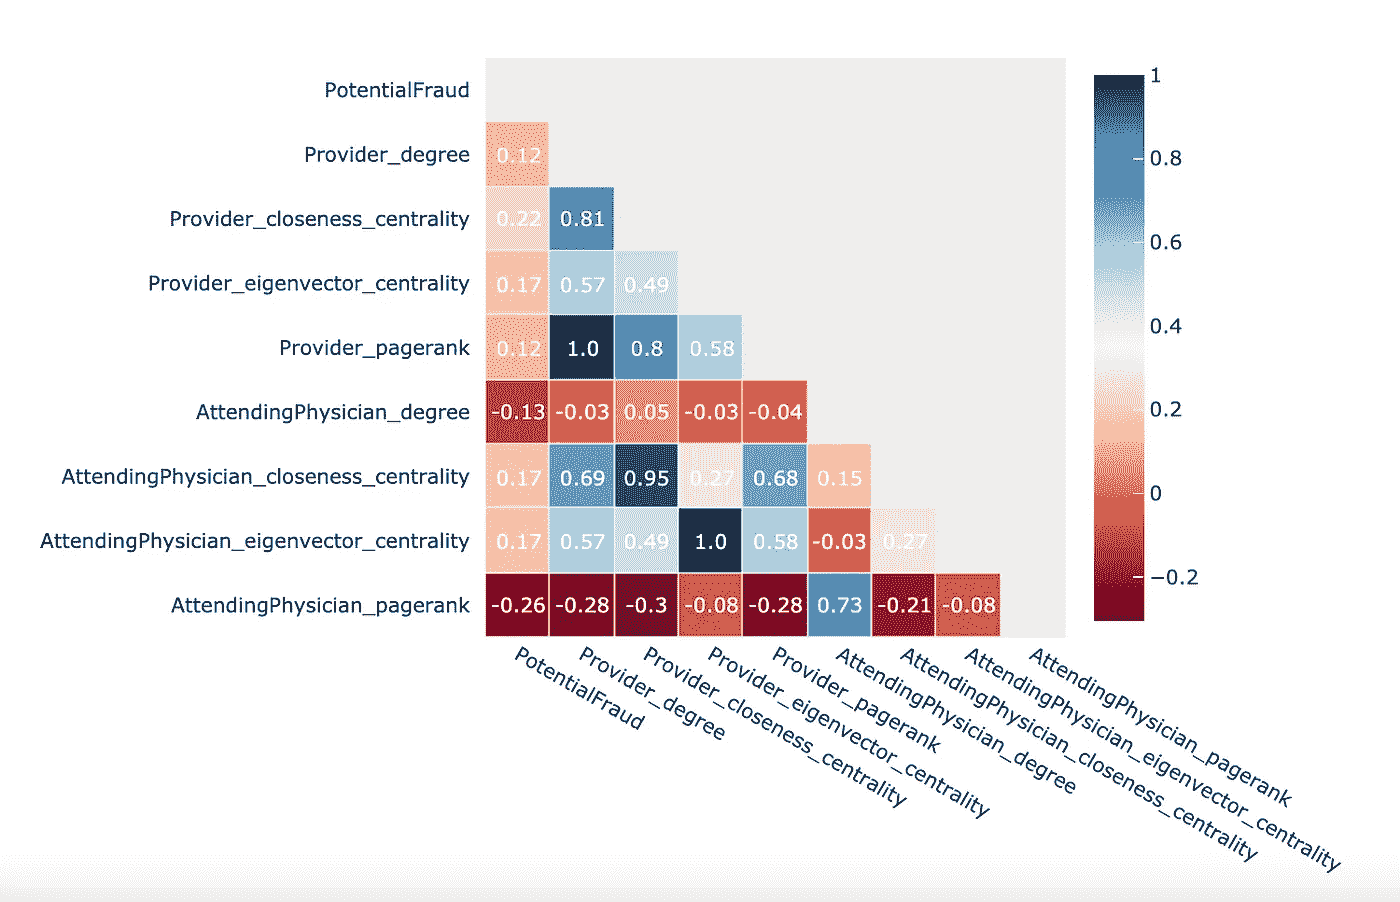 PotentialFraud
Provider_degree 0.12
Provider_closeness_centrality 0.22 0.81
Provider_eigenvector_centrality 0.17 0.57 0.49
Provider_pagerank 0.12 1.0 0.8 0.58
AttendingPhysician_degree -0.13 -0.03 0.05 -0.03 -0.04
AttendingPhysician_closeness_centrality 0.17 0.69 0.95 0.27 0.68 0.15
AttendingPhysician_eigenvector_centrality 0.17 0.57 0.49 1.0 0.58 -0.03 0.27
AttendingPhysician_pagerank -0.26 -0.28 -0.3 -0.08 -0.28 0.73 -0.21 -0.08
PotentialFraud
Provider_degree
Provider_closeness_centrality
Provider_eigenvector_centrality
Provider_pagerank
AttendingPhysician_degree
AttendingPhysician_closeness_centrality
AttendingPhysician_eigenvector_centrality
AttendingPhysician_pagerank
1
0.8
0.6
0.4
0.2
0
−0.2